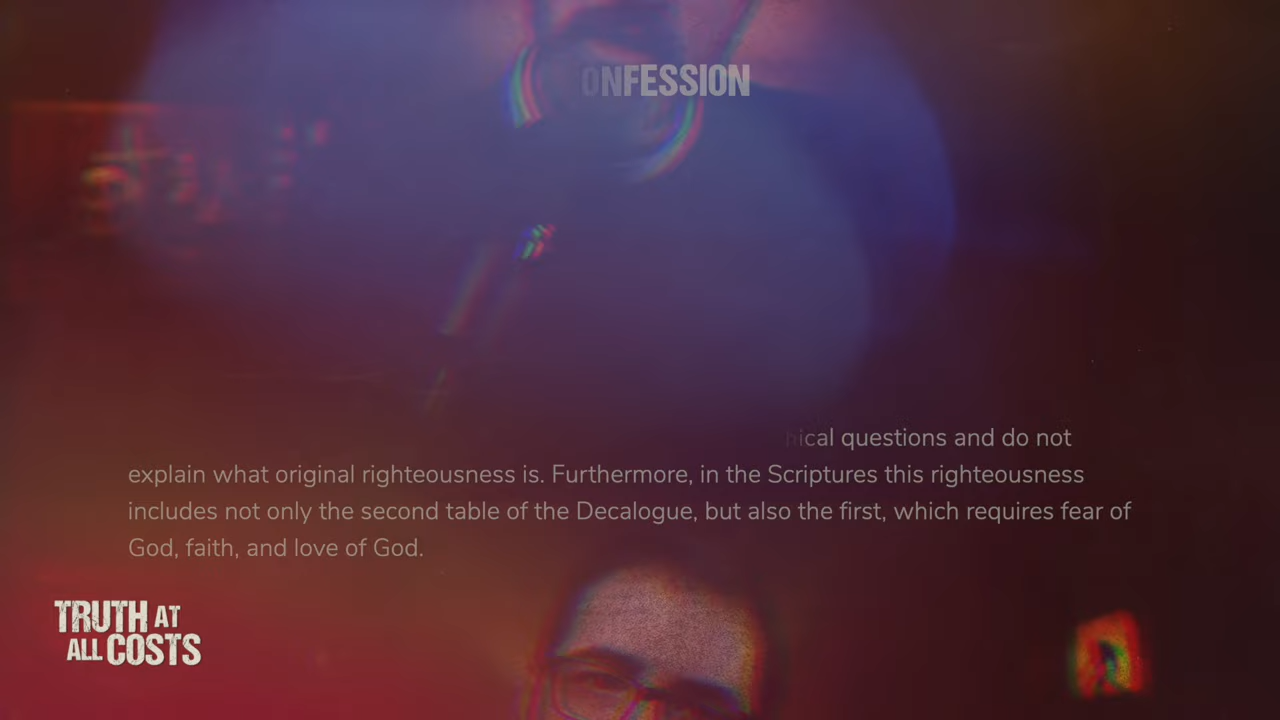 ONFESSION
ical questions and do not
explain what original righteousness is. Furthermore, in the Scriptures this righteousness
includes not only the second table of the Decalogue, but also the first, which requires fear of
God, faith, and love of God.
TRUTH AT
ALL COSTS